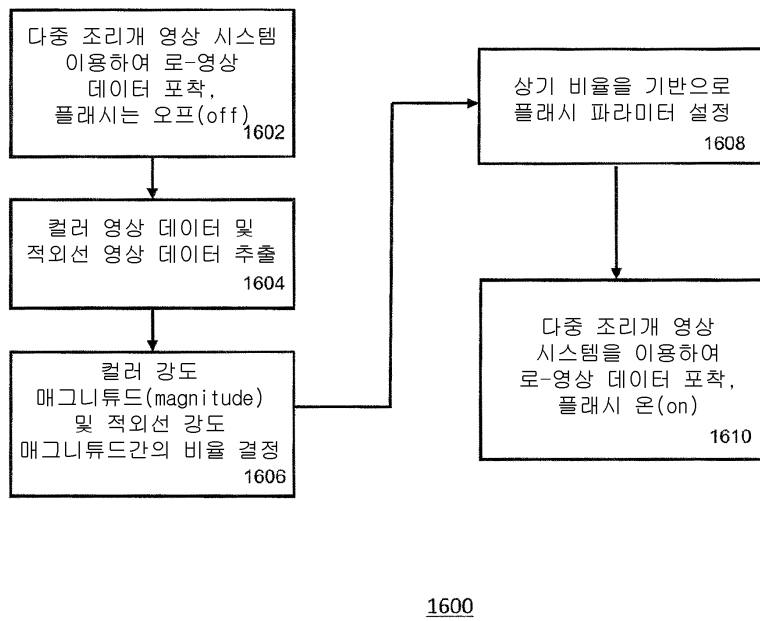 다중 조리개 영상 시스템
이용하여 로-영상
데이터 포착,
플래시는 오프(off)
1602
컬러 영상 데이터 및
적외선 영상 데이터 추출
1604
컬러 강도
매그니튜드(magnitude)
및 적외선 강도
매그니튜드간의 비율 결정
1606
상기 비율을 기반으로
플래시 파라미터 설정
1608
다중 조리개 영상
시스템을 이용하여
로-영상 데이터 포착,
플래시 온(on)
1610
1600